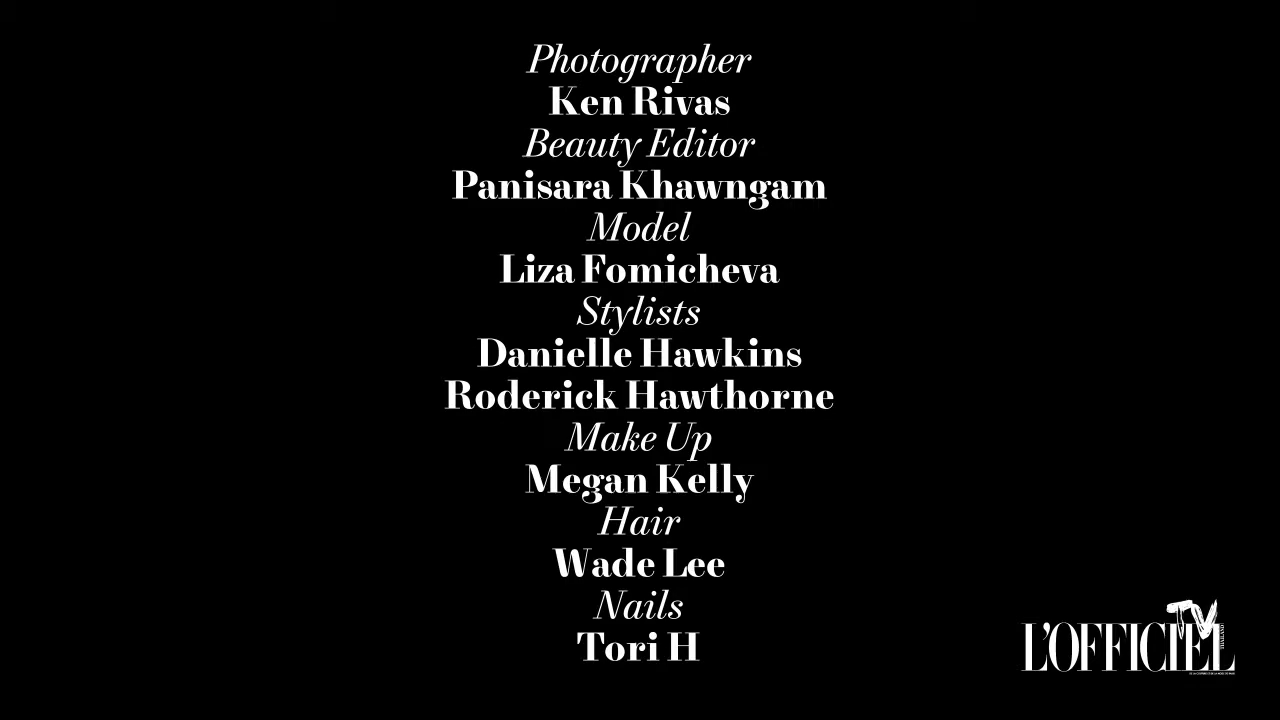 Photographer
Ken Rivas
Beauty Editor
Panisara Khawngam
Model
Liza Fomicheva
Stylists
Danielle Hawkins
Roderick Hawthorne
Make Up
Megan Kelly
Hair
Wade Lee
Nails
Tori H
TV
L'OFFICIEL
THAILAND